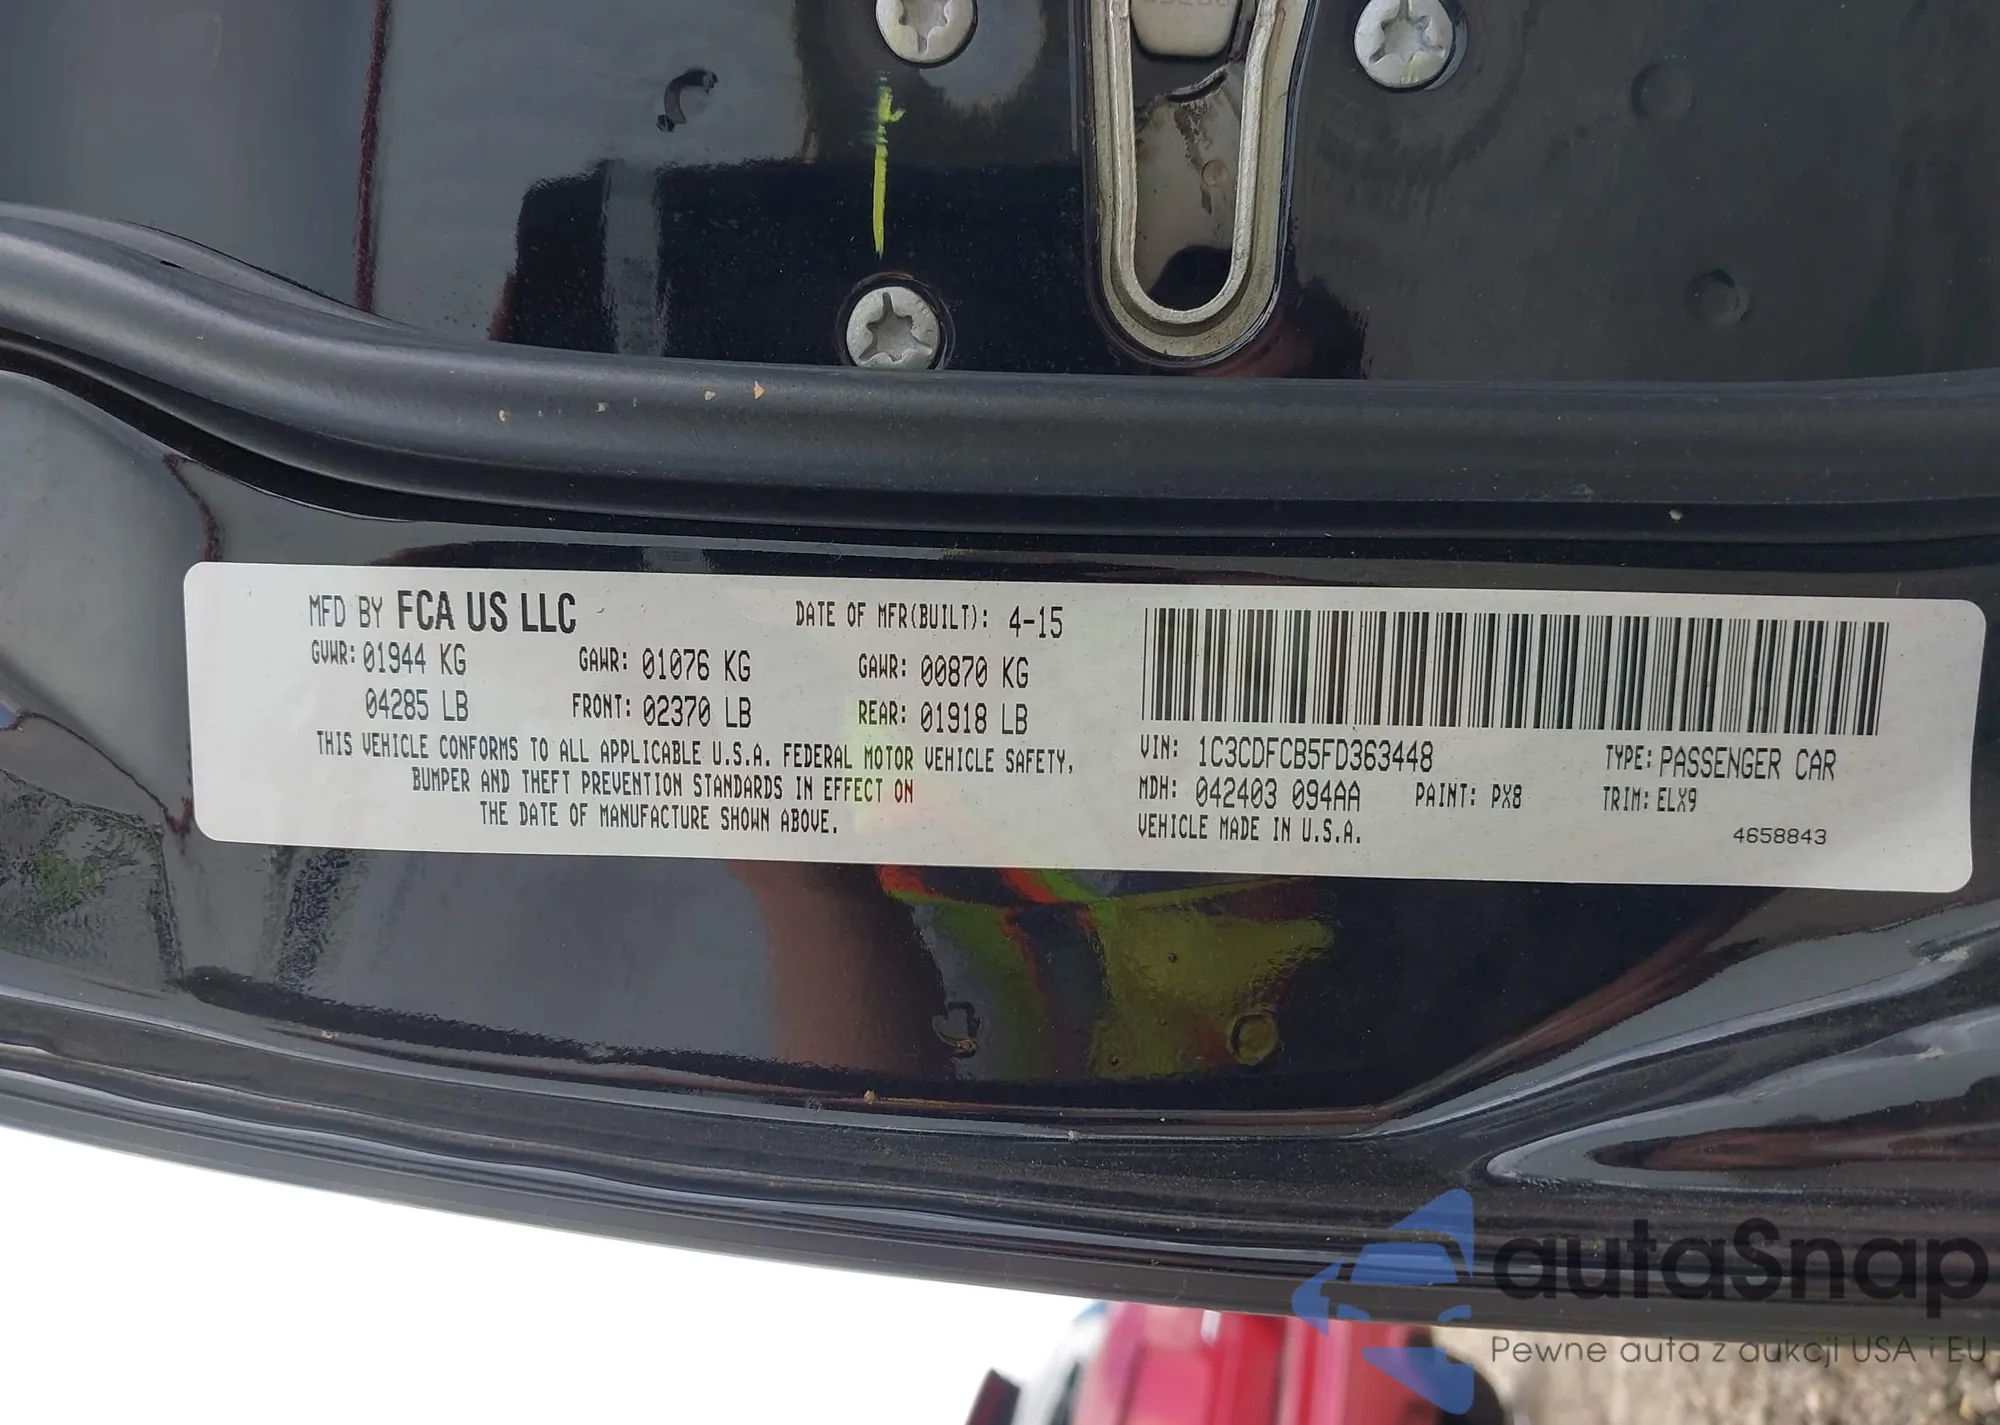 MFD BY FCA US LLC DATE OF MFR(BUILT): 4-15
GVWR: 01944 KG GAWR: 01076 KG GAWR: 00870 KG
04285 LB FRONT: 02370 LB REAR: 01918 LB
THIS VEHICLE CONFORMS TO ALL APPLICABLE U.S.A. FEDERAL MOTOR VEHICLE SAFETY,
BUMPER AND THEFT PREVENTION STANDARDS IN EFFECT ON
THE DATE OF MANUFACTURE SHOWN ABOVE.
VIN: 1C3CDFCB5FD363448 TYPE: PASSENGER CAR
MDH: 042403 094AA PAINT: PX8 TRIM: ELX9
VEHICLE MADE IN U.S.A. 4658843
autaSnap
Pewne auta z aukcji USA i EU